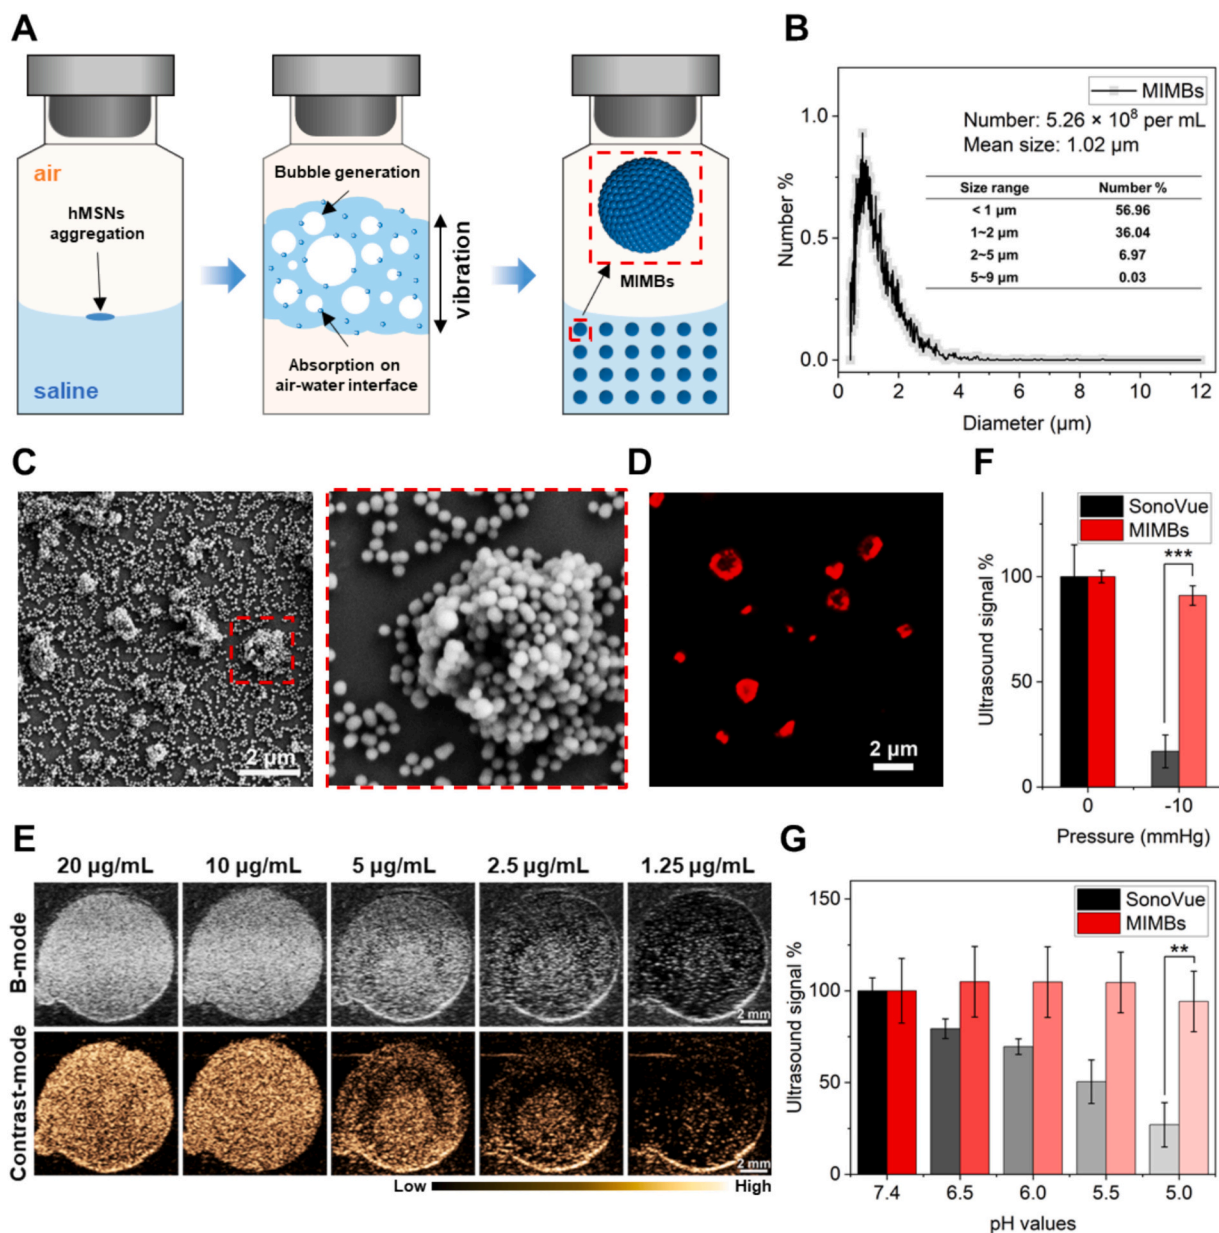 A
air
hMSNs
aggregation
saline
Bubble generation
Absorption on
air-water interface
vibration
MIMBs
B
MIMBs
Number: 5.26 × 10⁸ per mL
Mean size: 1.02 µm
Size range Number %
< 1 µm 56.96
1~2 µm 36.04
2~5 µm 6.97
5~9 µm 0.03
Number %
1.0
0.5
0.0
0 2 4 6 8 10 12
Diameter (µm)
C
2 µm
D
2 µm
F
SonoVue
MIMBs
***
Ultrasound signal %
100
50
0
0 -10
Pressure (mmHg)
E
20 µg/mL 10 µg/mL 5 µg/mL 2.5 µg/mL 1.25 µg/mL
B-mode
2 mm
Contrast-mode
2 mm
Low High
G
SonoVue
MIMBs
**
Ultrasound signal %
150
100
50
0
7.4 6.5 6.0 5.5 5.0
pH values